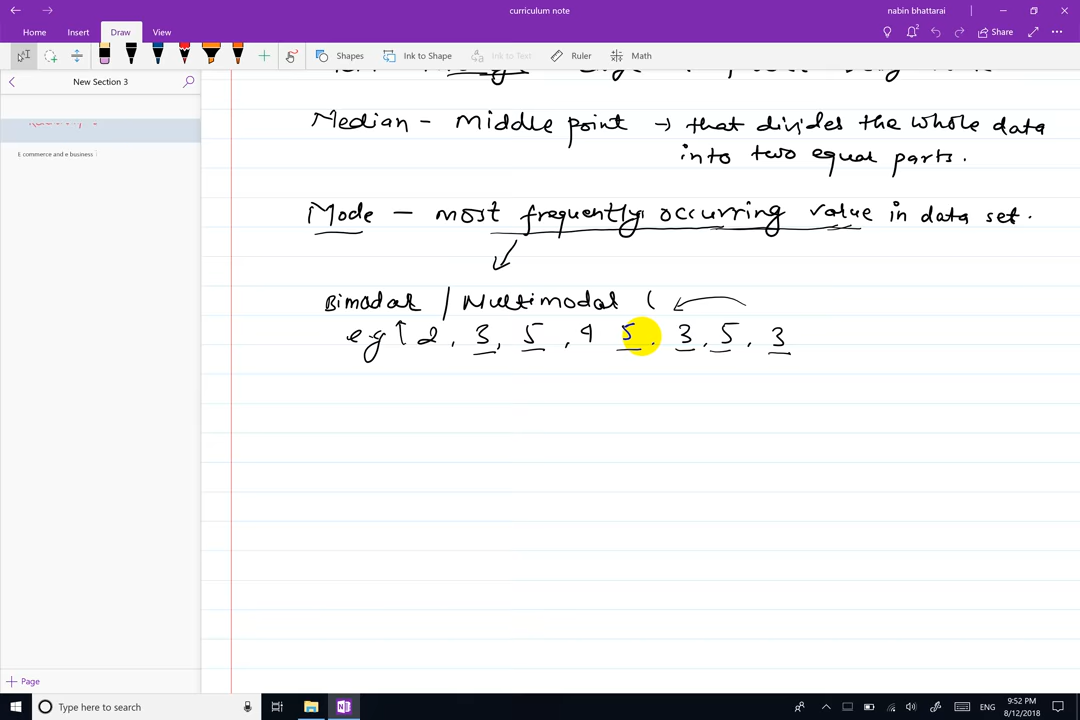 curriculum note
nabin bhattarai
Home Insert Draw View
Share
Shapes Ink to Shape Ink to Text Ruler Math
New Section 3
E commerce and e business
Median - Middle point → that divides the whole data
into two equal parts.
Mode - most frequently occurring value in data set.
Bimodal / Multimodal (
e.g ↑ 2, 3, 5, 4 5, 3, 5, 3
+ Page
Type here to search
ENG
9:52 PM
8/12/2018